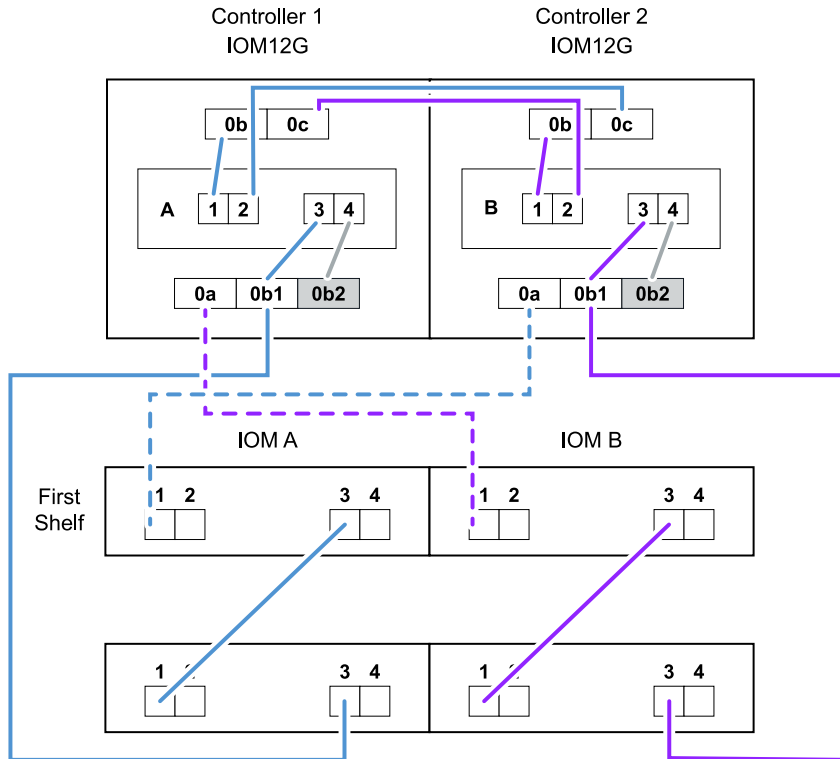 Controller 1 Controller 2
IOM12G IOM12G
0b 0c 0b 0c
A 1 2 3 4 B 1 2 3 4
0a 0b1 0b2 0a 0b1 0b2
IOM A IOM B
First 1 2 3 4 1 2 3 4
Shelf
1 3 4 1 3 4